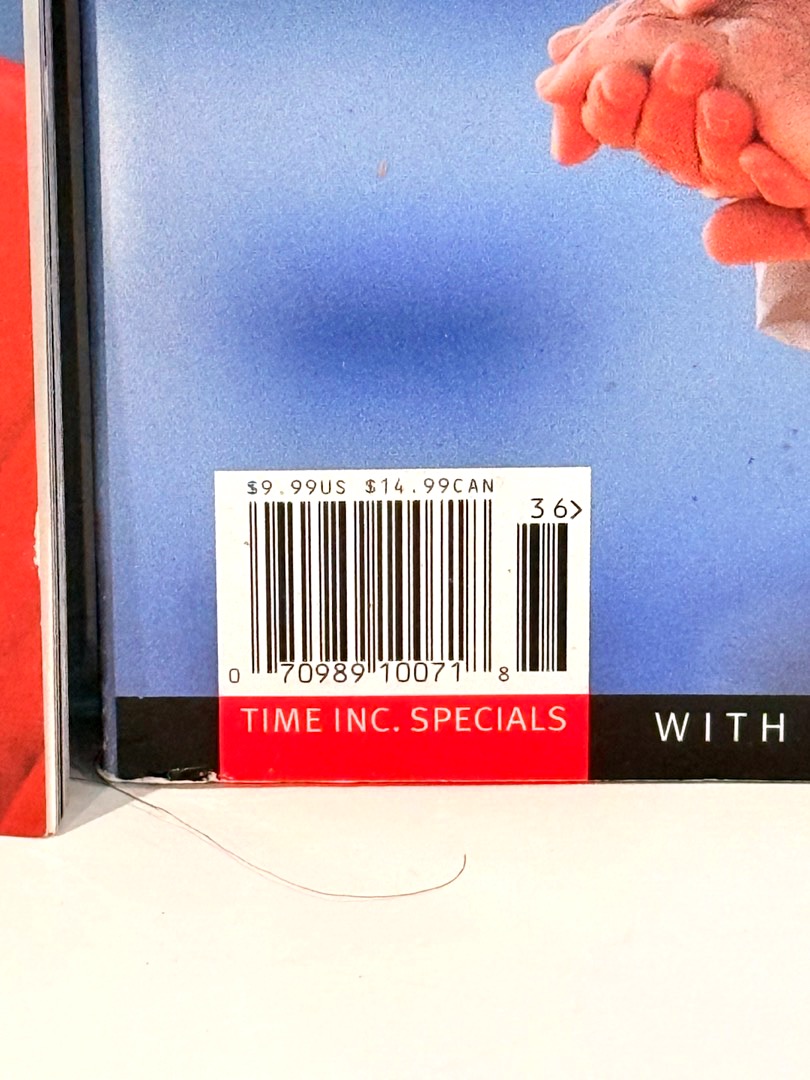 $9.99US $14.99CAN
36>
0 70989 10071 8
TIME INC. SPECIALS
WITH